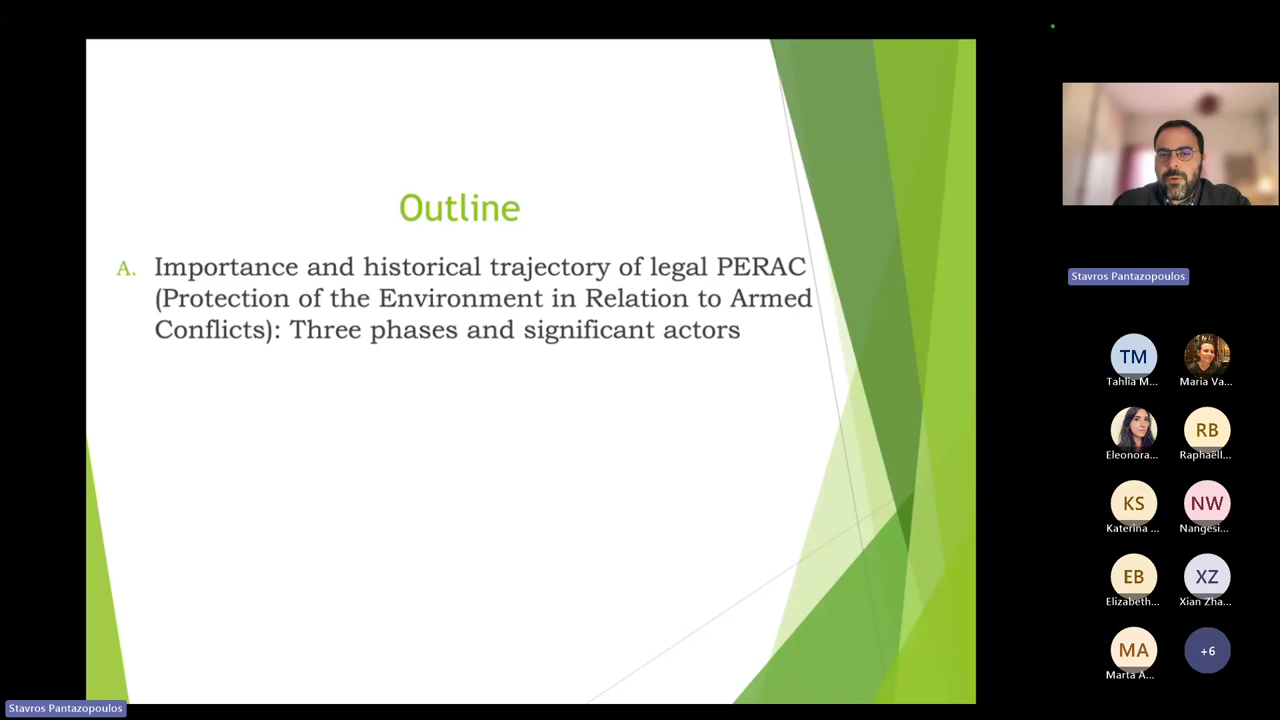 Outline
A. Importance and historical trajectory of legal PERAC
(Protection of the Environment in Relation to Armed
Conflicts): Three phases and significant actors
Stavros Pantazopoulos
TM
Tahlia M...
Maria Va...
Eleonora...
RB
Raphaëll...
KS
Katerina ...
NW
Nangesi...
EB
Elizabeth...
XZ
Xian Zha...
MA
Marta A...
+6
Stavros Pantazopoulos